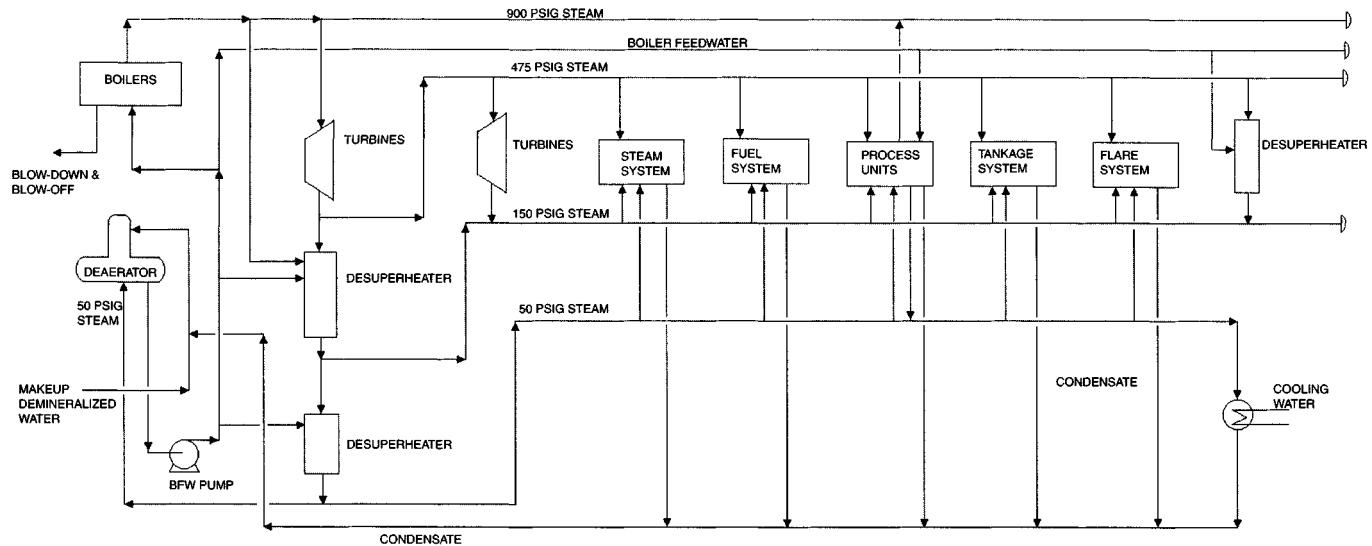 900 PSIG STEAM
BOILER FEEDWATER
475 PSIG STEAM
BOILERS
TURBINES
TURBINES
STEAM
SYSTEM
FUEL
SYSTEM
PROCESS
UNITS
TANKAGE
SYSTEM
FLARE
SYSTEM
DESUPERHEATER
BLOW-DOWN &
BLOW-OFF
150 PSIG STEAM
DEAERATOR
DESUPERHEATER
50 PSIG
STEAM
50 PSIG STEAM
MAKEUP
DEMINERALIZED
WATER
CONDENSATE
COOLING
WATER
DESUPERHEATER
BFW PUMP
CONDENSATE